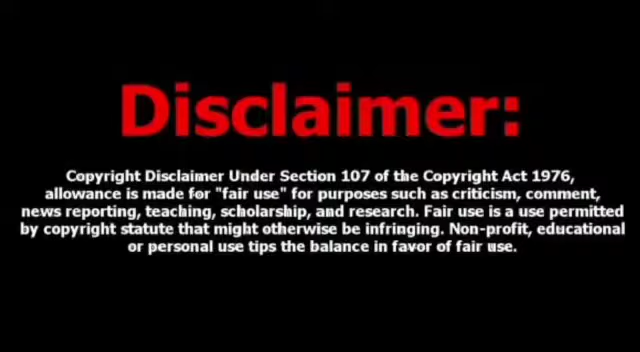 Disclaimer:
Copyright Disclaimer Under Section 107 of the Copyright Act 1976,
allowance is made for "fair use" for purposes such as criticism, comment,
news reporting, teaching, scholarship, and research. Fair use is a use permitted
by copyright statute that might otherwise be infringing. Non-profit, educational
or personal use tips the balance in favor of fair use.